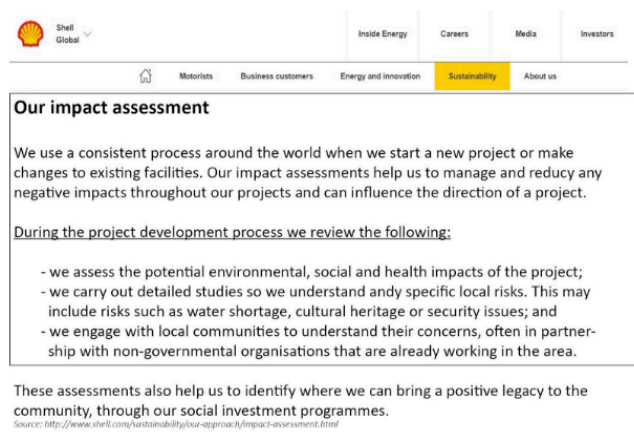 Shell
Global
Inside Energy
Careers
Media
Investors
Motorists
Business customers
Energy and innovation
Sustainability
About us
Our impact assessment
We use a consistent process around the world when we start a new project or make
changes to existing facilities. Our impact assessments help us to manage and reducy any
negative impacts throughout our projects and can influence the direction of a project.
During the project development process we review the following:
- we assess the potential environmental, social and health impacts of the project;
- we carry out detailed studies so we understand andy specific local risks. This may
include risks such as water shortage, cultural heritage or security issues; and
- we engage with local communities to understand their concerns, often in partner-
ship with non-governmental organisations that are already working in the area.
These assessments also help us to identify where we can bring a positive legacy to the
community, through our social investment programmes.
Source: http://www.shell.com/sustainability/our-approach/impact-assessment.html